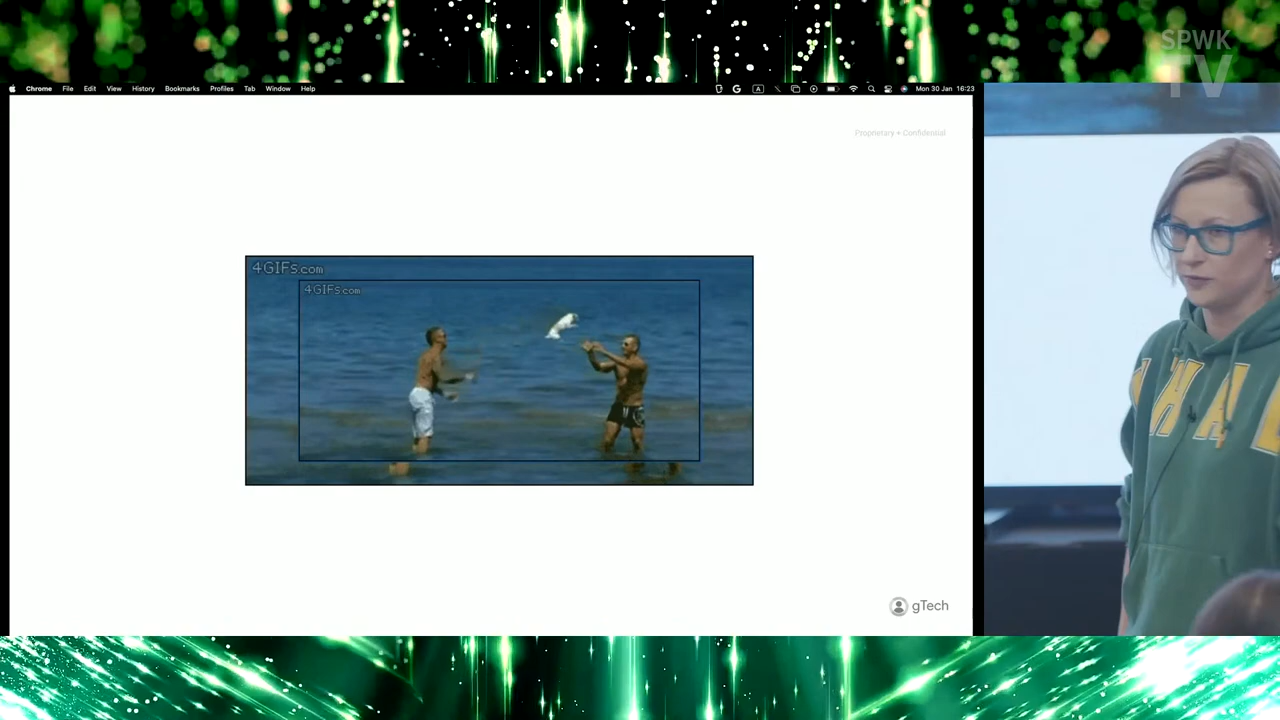 SPWK
TV
Chrome File Edit View History Bookmarks Profiles Tab Window Help
A
Mon 30 Jan 16:23
Proprietary + Confidential
4GIFs.com
4GIFs.com
gTech